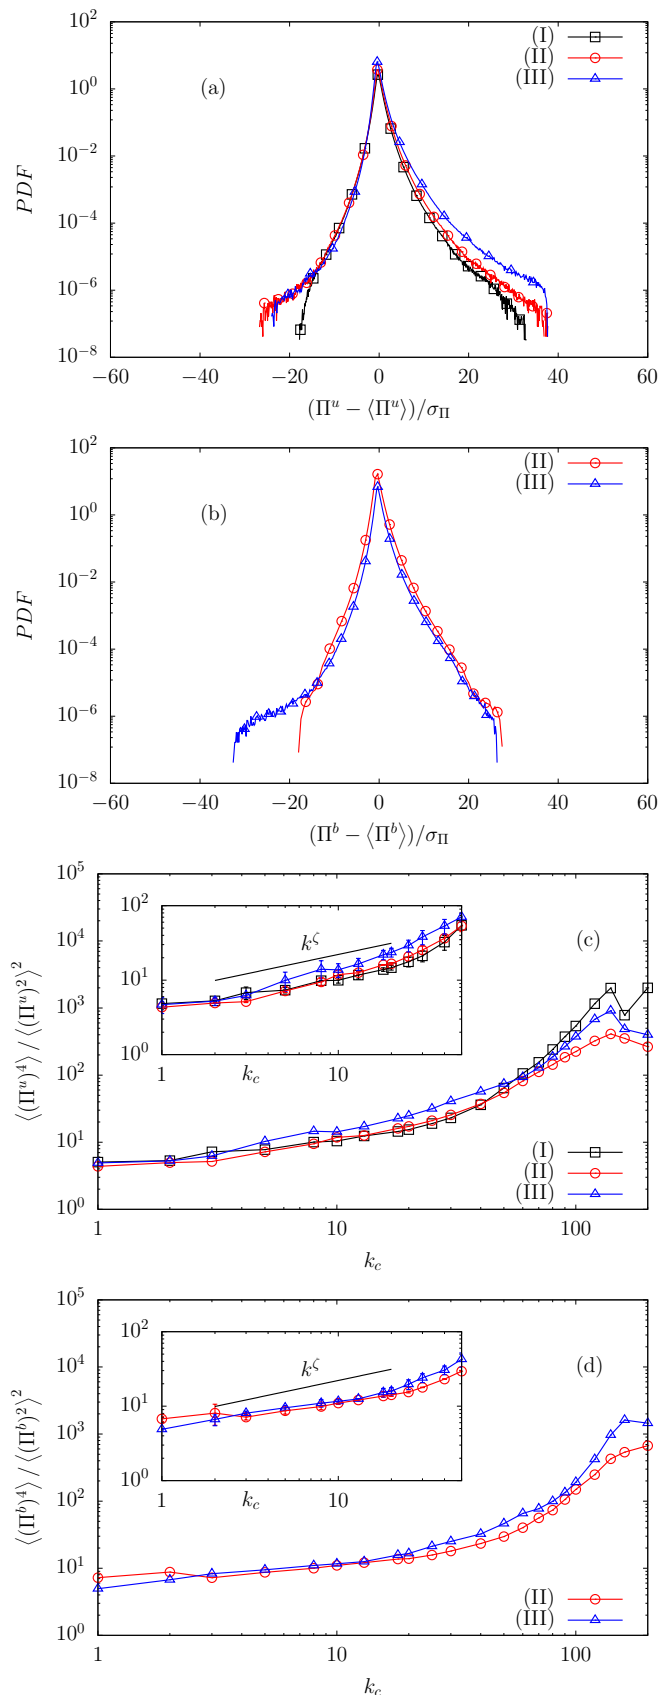 10^2
10^0
10^−2
10^−4
10^−6
10^−8
PDF
(a)
(I)
(II)
(III)
−60 −40 −20 0 20 40 60
(Π^u − ⟨Π^u⟩)/σ_Π
10^2
10^0
10^−2
10^−4
10^−6
10^−8
PDF
(b)
(II)
(III)
−60 −40 −20 0 20 40 60
(Π^b − ⟨Π^b⟩)/σ_Π
10^5
10^4
10^3
10^2
10^1
10^0
⟨(Π^u)^4⟩ / ⟨(Π^u)^2⟩^2
10^2
10^1
10^0
k^ζ
1 k_c 10
(c)
(I)
(II)
(III)
1 10 100
k_c
10^5
10^4
10^3
10^2
10^1
10^0
⟨(Π^b)^4⟩ / ⟨(Π^b)^2⟩^2
10^2
10^1
10^0
k^ζ
1 k_c 10
(d)
(II)
(III)
1 10 100
k_c